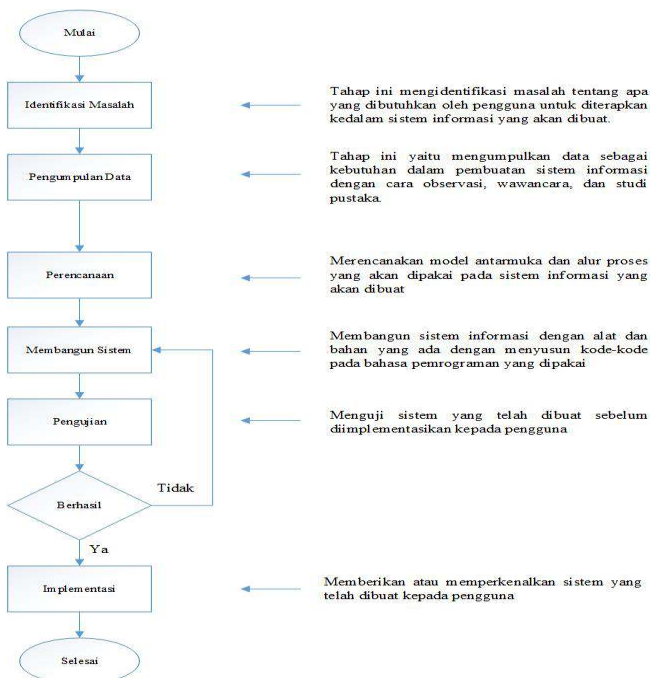 Mulai
Identifikasi Masalah
Tahap ini mengidentifikasi masalah tentang apa
yang dibutuhkan oleh pengguna untuk diterapkan
kedalam sistem informasi yang akan dibuat.
Pengumpulan Data
Tahap ini yaitu mengumpulkan data sebagai
kebutuhan dalam pembuatan sistem informasi
dengan cara observasi, wawancara, dan studi
pustaka.
Perencanaan
Merencanakan model antarmuka dan alur proses
yang akan dipakai pada sistem informasi yang
akan dibuat
Membangun Sistem
Membangun sistem informasi dengan alat dan
bahan yang ada dengan menyusun kode-kode
pada bahasa pemrograman yang dipakai
Pengujian
Menguji sistem yang telah dibuat sebelum
diimplementasikan kepada pengguna
Berhasil
Tidak
Ya
Implementasi
Memberikan atau memperkenalkan sistem yang
telah dibuat kepada pengguna
Selesai